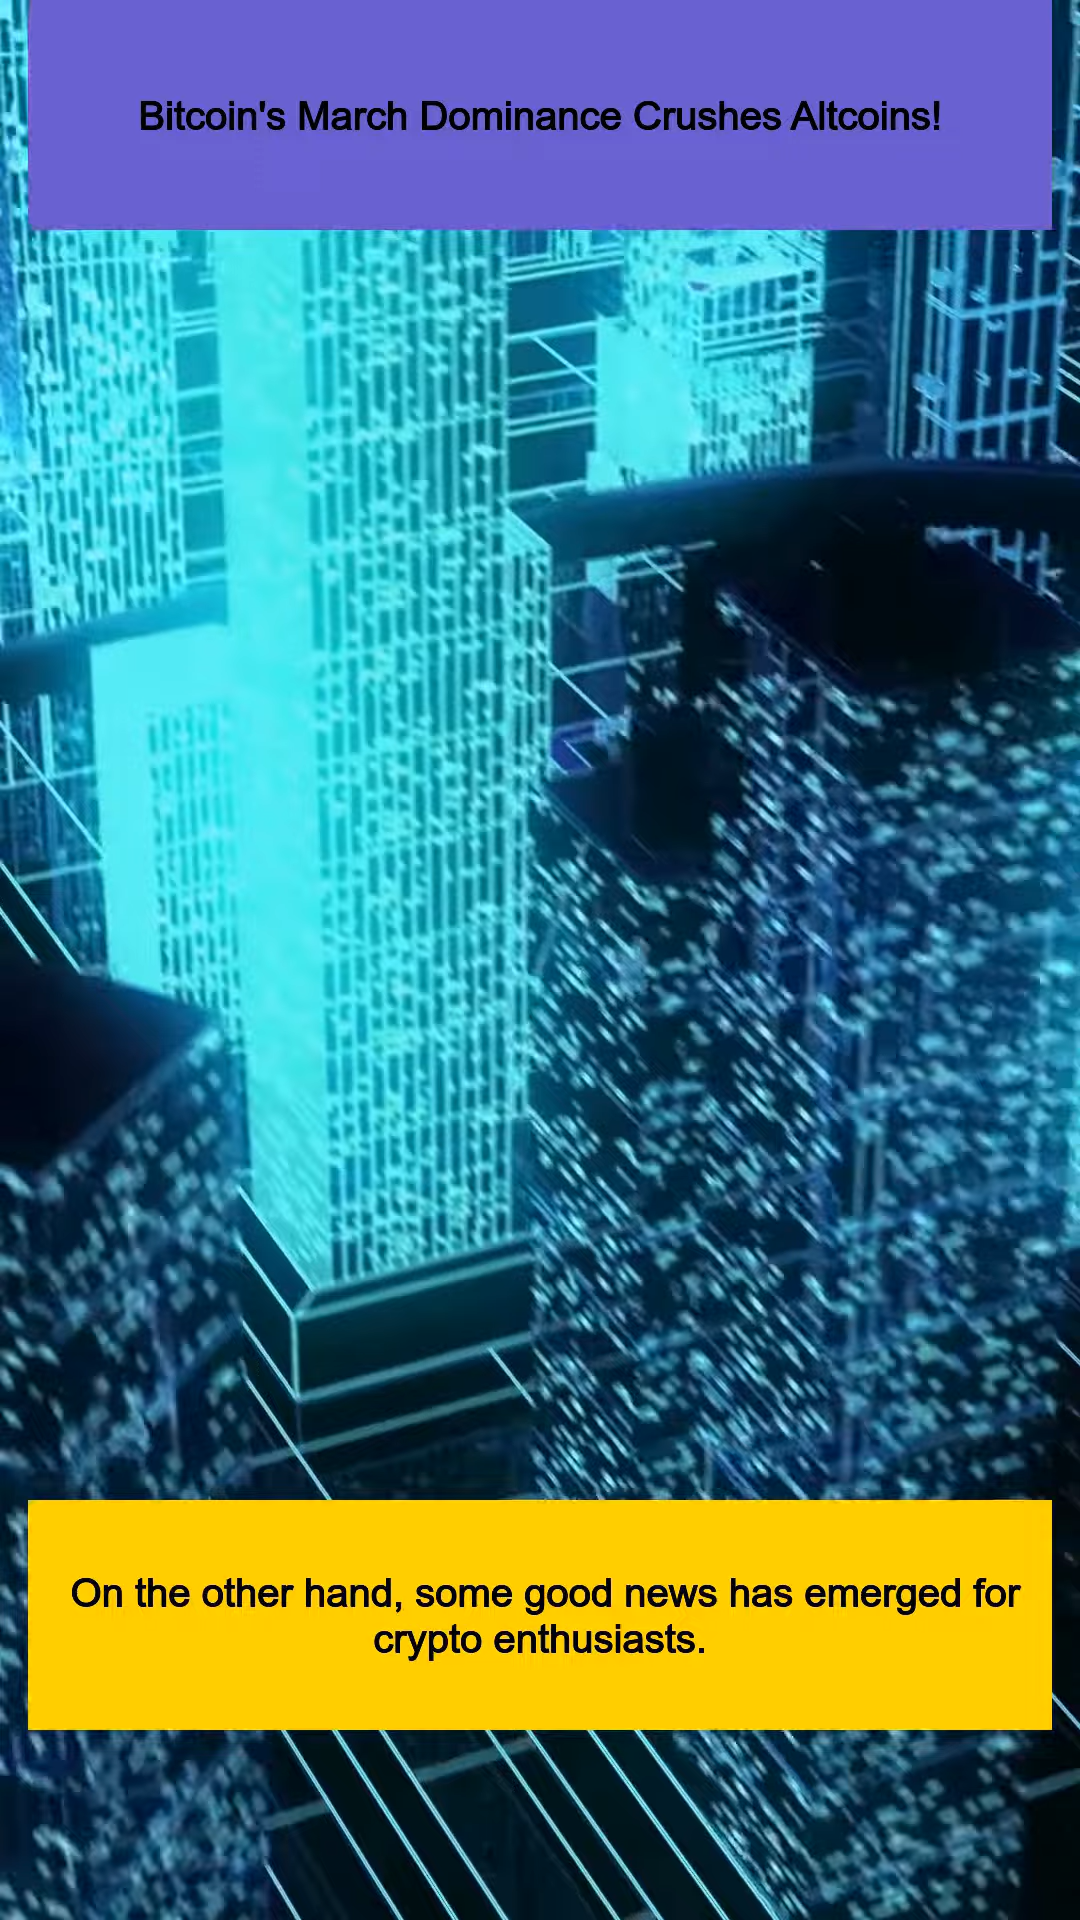 Bitcoin's March Dominance Crushes Altcoins!
On the other hand, some good news has emerged for
crypto enthusiasts.